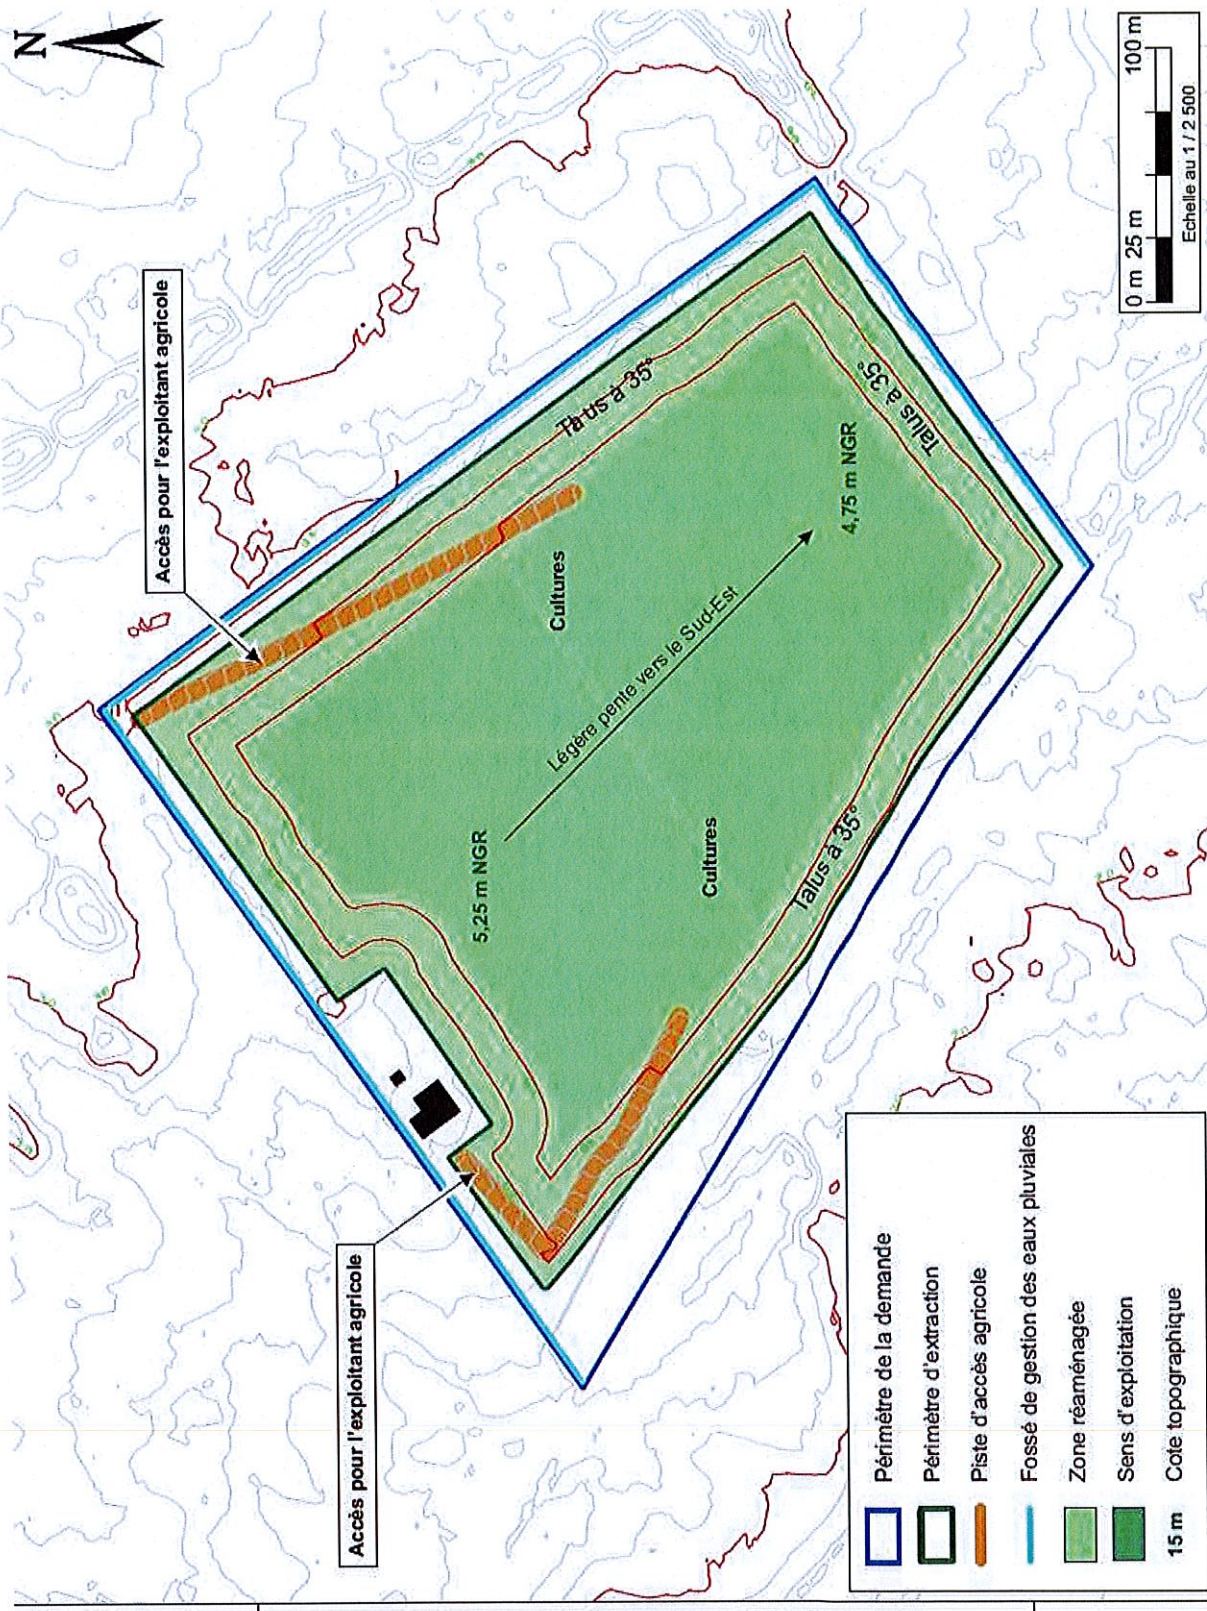 N
Accès pour l'exploitant agricole
Talus à 35°
Talus à 35°
Cultures
4,75 m NGR
Légère pente vers le Sud-Est
5,25 m NGR
Cultures
Talus à 35°
Accès pour l'exploitant agricole
0 m 25 m 100 m
Echelle au 1 / 2 500
Périmètre de la demande
Périmètre d'extraction
Piste d'accès agricole
Fossé de gestion des eaux pluviales
Zone réaménagée
Sens d'exploitation
15 m Cote topographique